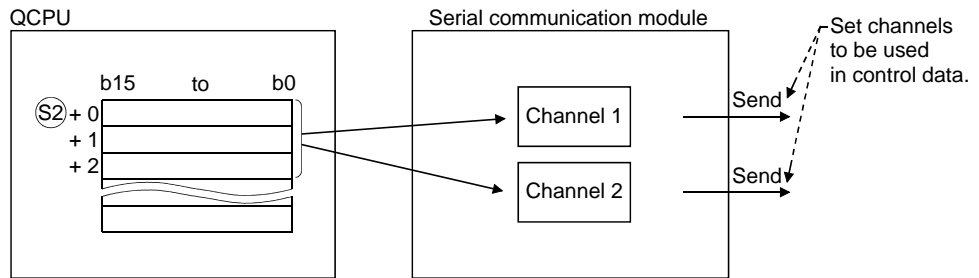 QCPU
Serial communication module
Set channels
to be used
in control data.
b15 to b0
S2 + 0
+ 1
+ 2
Channel 1
Send
Channel 2
Send